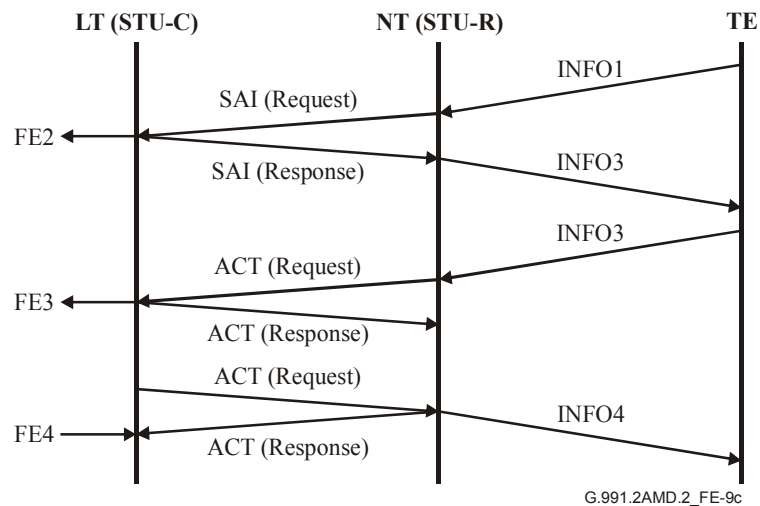 LT (STU-C) NT (STU-R) TE
INFO1
SAI (Request)
FE2
SAI (Response)
INFO3
INFO3
ACT (Request)
FE3
ACT (Response)
ACT (Request)
INFO4
FE4
ACT (Response)
G.991.2AMD.2_FE-9c